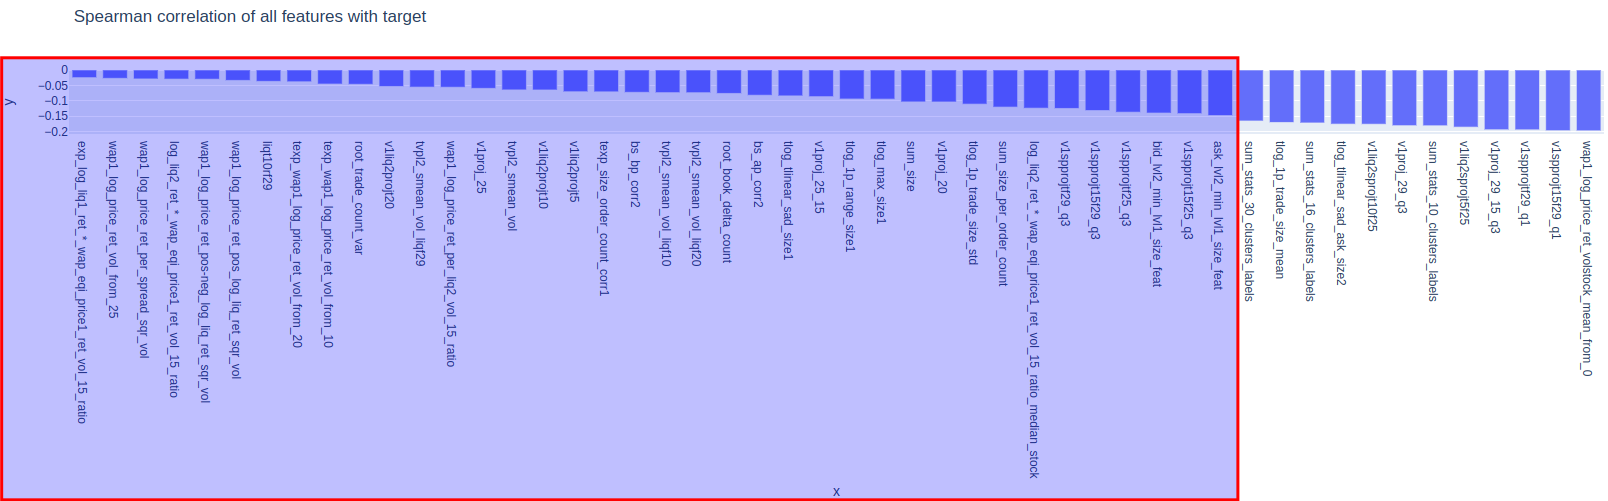 Spearman correlation of all features with target
y
0
−0.05
−0.1
−0.15
−0.2
exp_log_liq1_ret_*_wap_eqi_price1_ret_vol_15_ratio
wap1_log_price_ret_vol_from_25
wap1_log_price_ret_per_spread_sqr_vol
log_liq2_ret_*_wap_eqi_price1_ret_vol_15_ratio
wap1_log_price_ret_pos-neg_log_liq_ret_sqr_vol
wap1_log_price_ret_pos_log_liq_ret_sqr_vol
liqt10rf29
texp_wap1_log_price_ret_vol_from_20
texp_wap1_log_price_ret_vol_from_10
root_trade_count_var
v1liq2projt20
tvpl2_smean_vol_liqf29
wap1_log_price_ret_per_liq2_vol_15_ratio
v1proj_25
tvpl2_smean_vol
v1liq2projt10
v1liq2projt5
texp_size_order_count_corr1
bs_bp_corr2
tvpl2_smean_vol_liqf10
tvpl2_smean_vol_liqf20
root_book_delta_count
bs_ap_corr2
tlog_tlinear_sad_size1
v1proj_25_15
tlog_1p_range_size1
tlog_max_size1
sum_size
v1proj_20
tlog_1p_trade_size_std
sum_size_per_order_count
log_liq2_ret_*_wap_eqi_price1_ret_vol_15_ratio_median_stock
v1spprojtf29_q3
v1spprojt15f29_q3
v1spprojtf25_q3
bid_lvl2_min_lvl1_size_feat
v1spprojt15f25_q3
ask_lvl2_min_lvl1_size_feat
sum_stats_30_clusters_labels
tlog_1p_trade_size_mean
sum_stats_16_clusters_labels
tlog_tlinear_sad_ask_size2
v1liq2sprojt10f25
v1proj_29_q3
sum_stats_10_clusters_labels
v1liq2sprojt5f25
v1proj_29_15_q3
v1spprojtf29_q1
v1spprojt15f29_q1
wap1_log_price_ret_volstock_mean_from_0
x